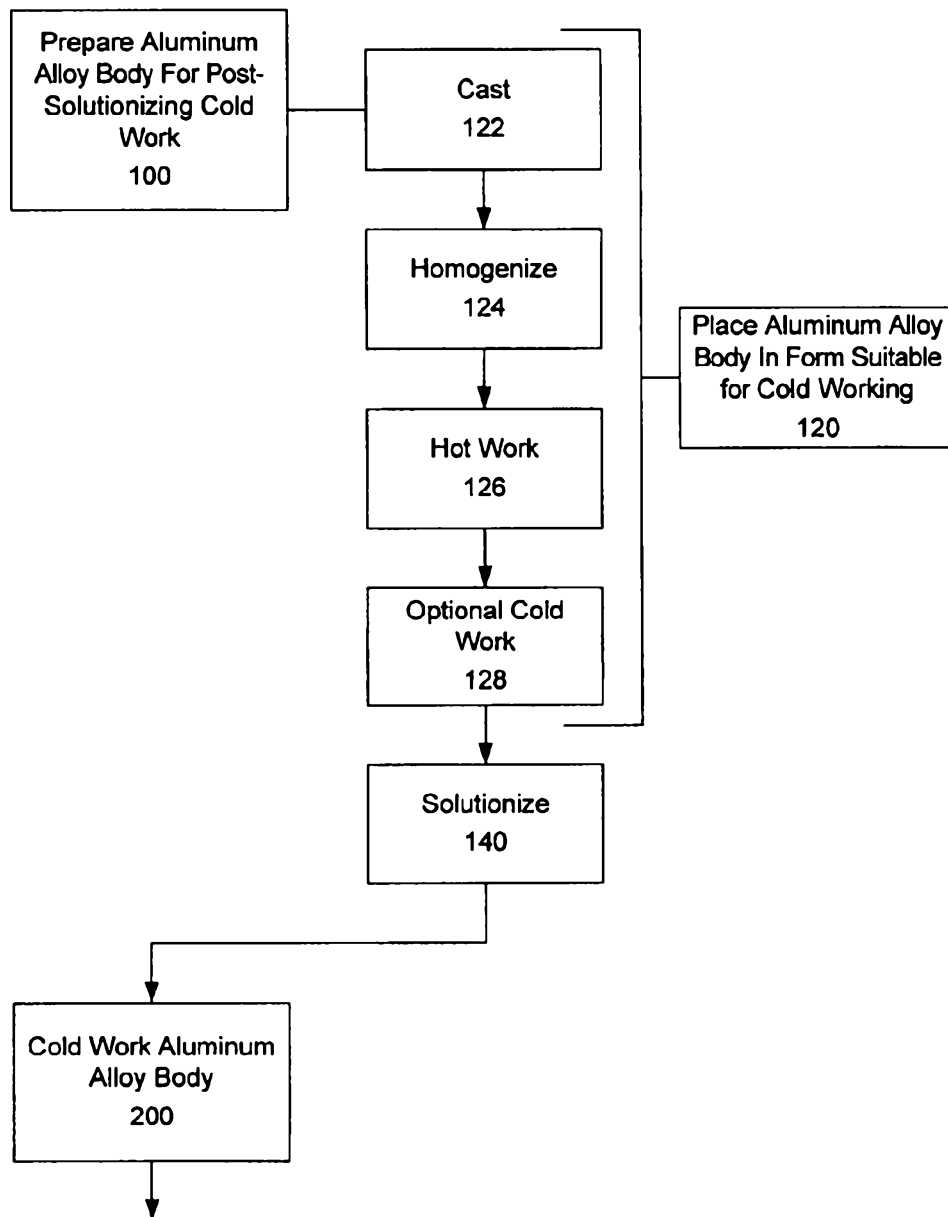 Prepare Aluminum
Alloy Body For Post-
Solutionizing Cold
Work
100
Cast
122
Homogenize
124
Place Aluminum Alloy
Body In Form Suitable
for Cold Working
120
Hot Work
126
Optional Cold
Work
128
Solutionize
140
Cold Work Aluminum
Alloy Body
200